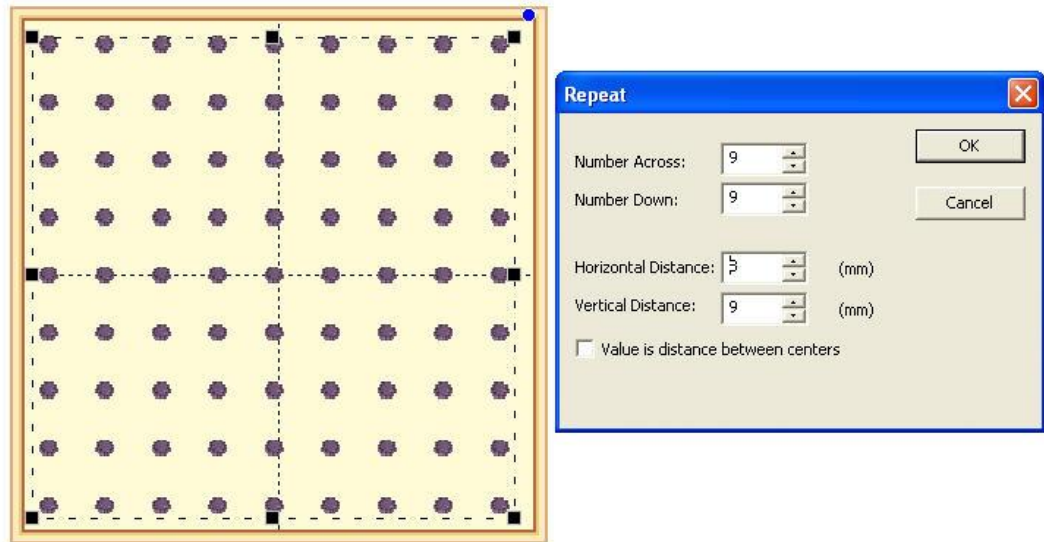 Repeat
Number Across: 9
OK
Number Down: 9
Cancel
Horizontal Distance: (mm)
Vertical Distance: 9 (mm)
Value is distance between centers